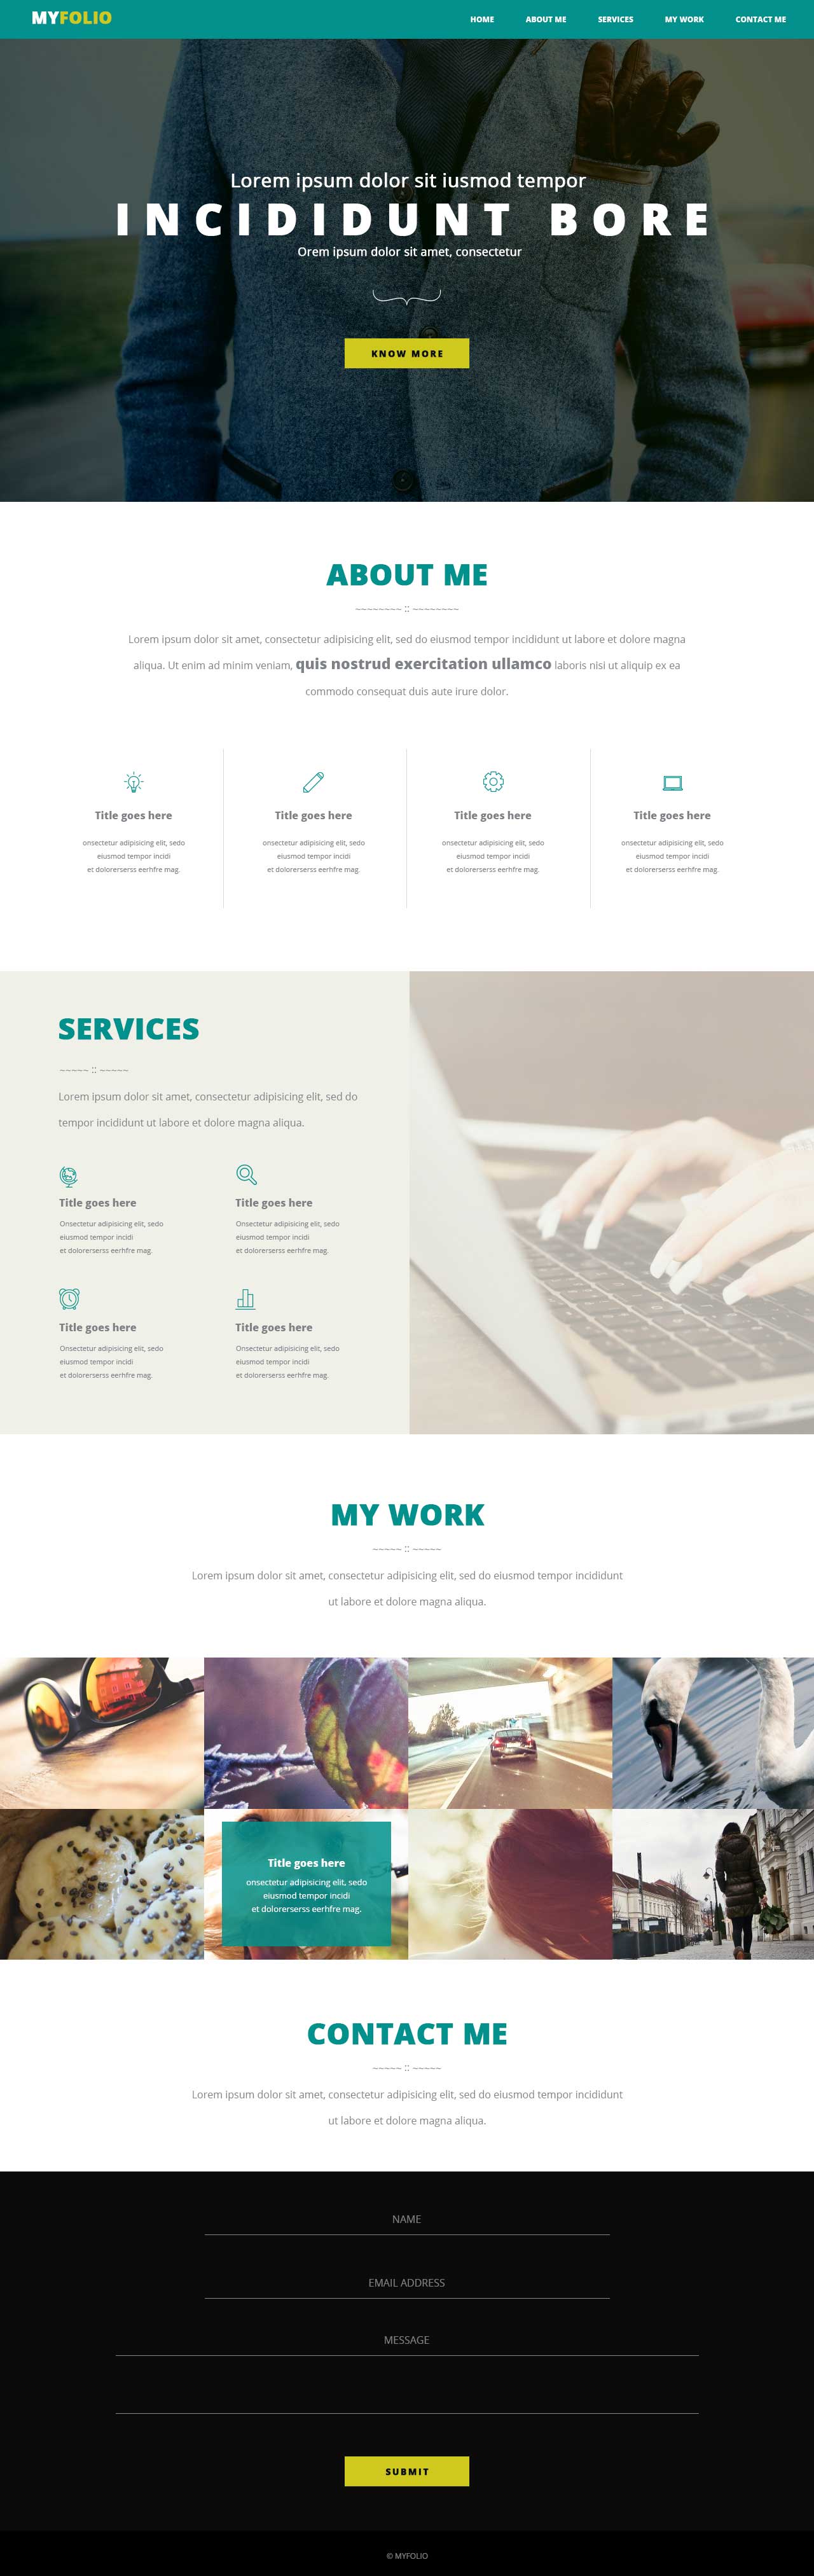 MYFOLIO
HOME ABOUT ME SERVICES MY WORK CONTACT ME
Lorem ipsum dolor sit iusmod tempor
INCIDIDUNT BORE
Orem ipsum dolor sit amet, consectetur
KNOW MORE
ABOUT ME
~~~~~~~~ :: ~~~~~~~~
Lorem ipsum dolor sit amet, consectetur adipisicing elit, sed do eiusmod tempor incididunt ut labore et dolore magna
aliqua. Ut enim ad minim veniam, quis nostrud exercitation ullamco laboris nisi ut aliquip ex ea
commodo consequat duis aute irure dolor.
Title goes here
onsectetur adipisicing elit, sedo
eiusmod tempor incidi
et dolorerserss eerhfre mag.
Title goes here
onsectetur adipisicing elit, sedo
eiusmod tempor incidi
et dolorerserss eerhfre mag.
Title goes here
onsectetur adipisicing elit, sedo
eiusmod tempor incidi
et dolorerserss eerhfre mag.
Title goes here
onsectetur adipisicing elit, sedo
eiusmod tempor incidi
et dolorerserss eerhfre mag.
SERVICES
~~~~~ :: ~~~~~
Lorem ipsum dolor sit amet, consectetur adipisicing elit, sed do
tempor incididunt ut labore et dolore magna aliqua.
Title goes here
Onsectetur adipisicing elit, sedo
eiusmod tempor incidi
et dolorerserss eerhfre mag.
Title goes here
Onsectetur adipisicing elit, sedo
eiusmod tempor incidi
et dolorerserss eerhfre mag.
Title goes here
Onsectetur adipisicing elit, sedo
eiusmod tempor incidi
et dolorerserss eerhfre mag.
Title goes here
Onsectetur adipisicing elit, sedo
eiusmod tempor incidi
et dolorerserss eerhfre mag.
MY WORK
~~~~~ :: ~~~~~
Lorem ipsum dolor sit amet, consectetur adipisicing elit, sed do eiusmod tempor incididunt
ut labore et dolore magna aliqua.
Title goes here
onsectetur adipisicing elit, sedo
eiusmod tempor incidi
et dolorerserss eerhfre mag.
CONTACT ME
~~~~~ :: ~~~~~
Lorem ipsum dolor sit amet, consectetur adipisicing elit, sed do eiusmod tempor incididunt
ut labore et dolore magna aliqua.
NAME
EMAIL ADDRESS
MESSAGE
SUBMIT
© MYFOLIO